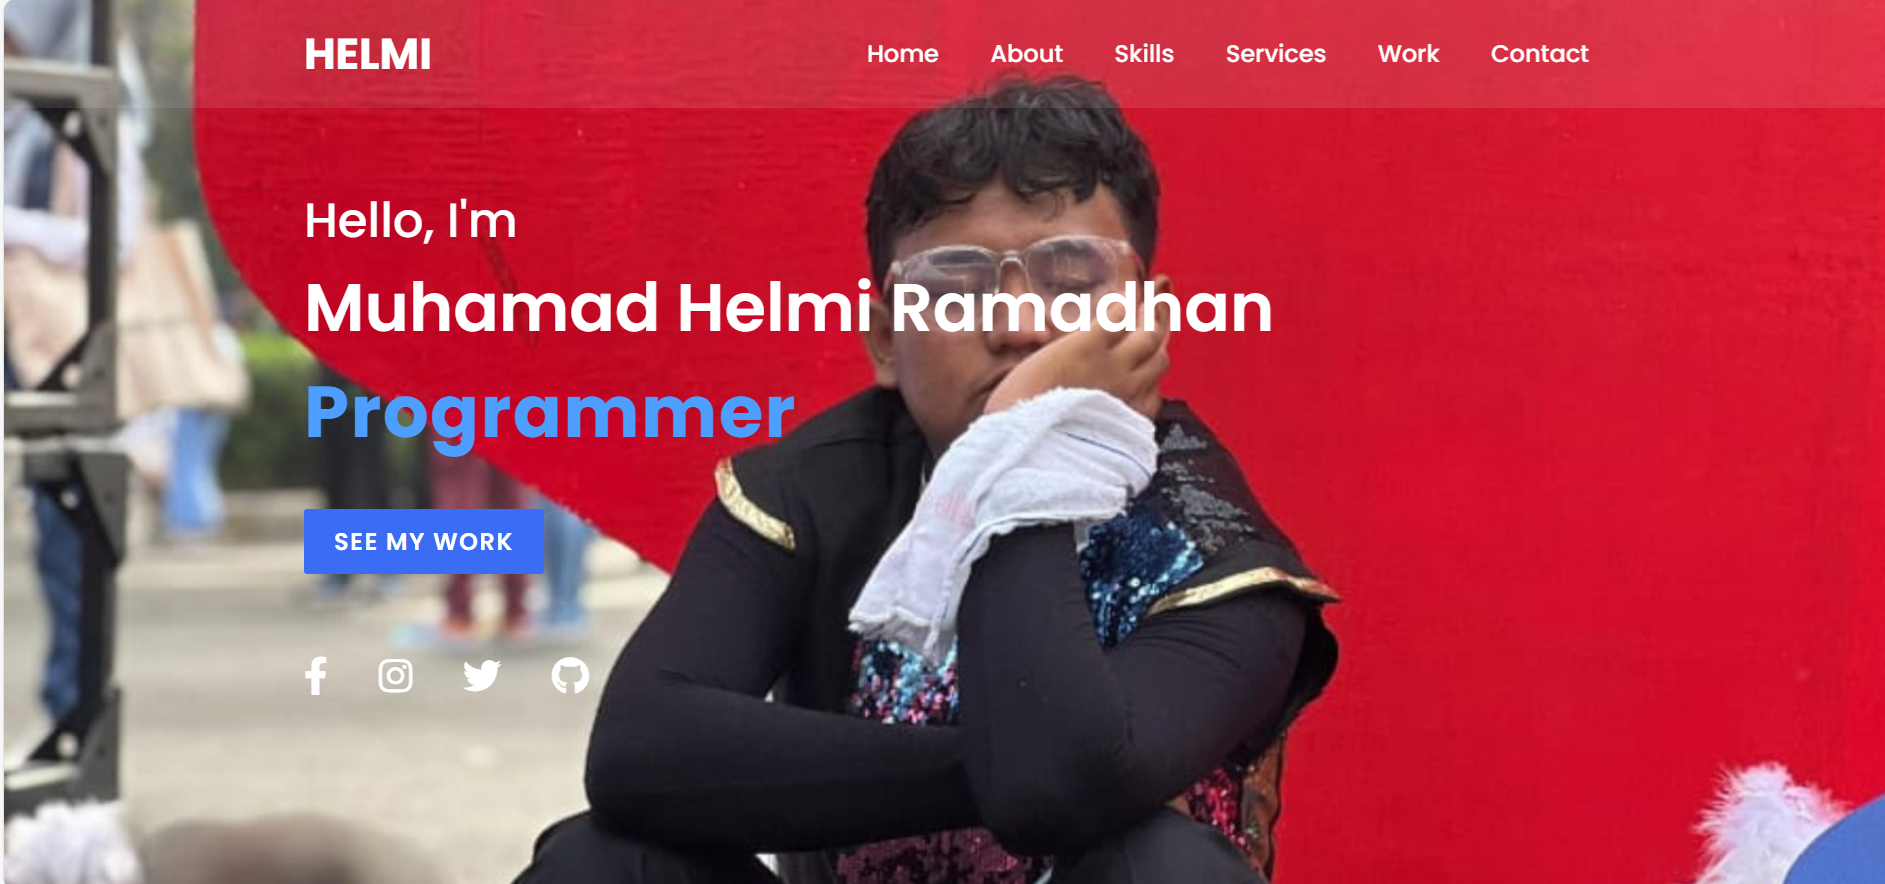 HELMI
Home About Skills Services Work Contact
Hello, I'm
Muhamad Helmi Ramadhan
Programmer
SEE MY WORK